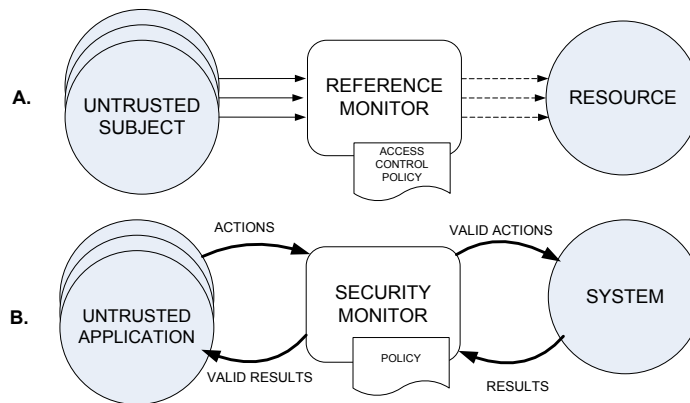 A.
UNTRUSTED
SUBJECT
REFERENCE
MONITOR
ACCESS
CONTROL
POLICY
RESOURCE
B.
ACTIONS
VALID ACTIONS
UNTRUSTED
APPLICATION
SECURITY
MONITOR
POLICY
SYSTEM
VALID RESULTS
RESULTS